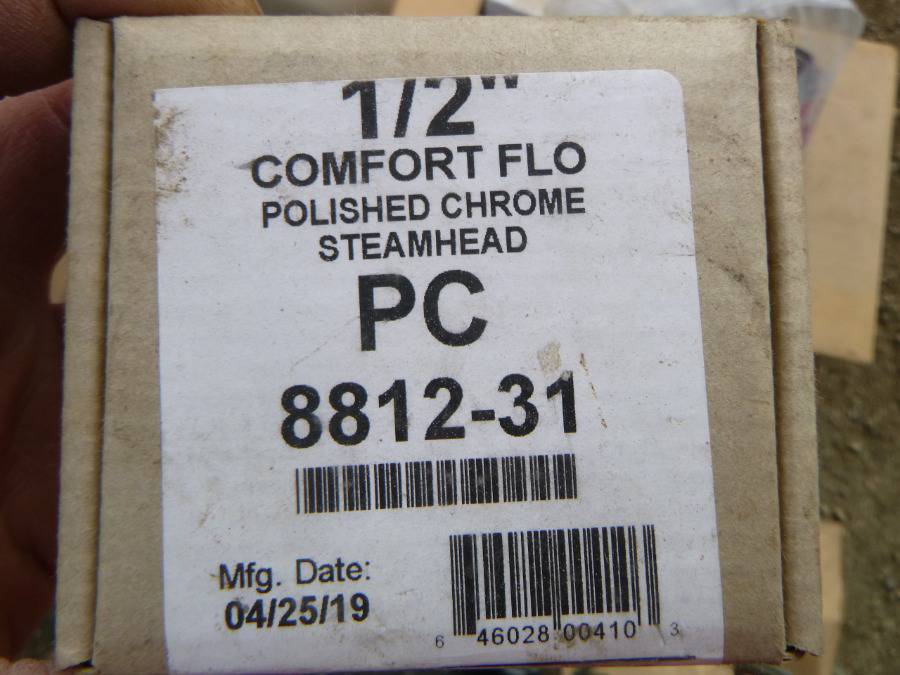 1/2"
COMFORT FLO
POLISHED CHROME
STEAMHEAD
PC
8812-31
Mfg. Date:
04/25/19
6 46028 00410 3